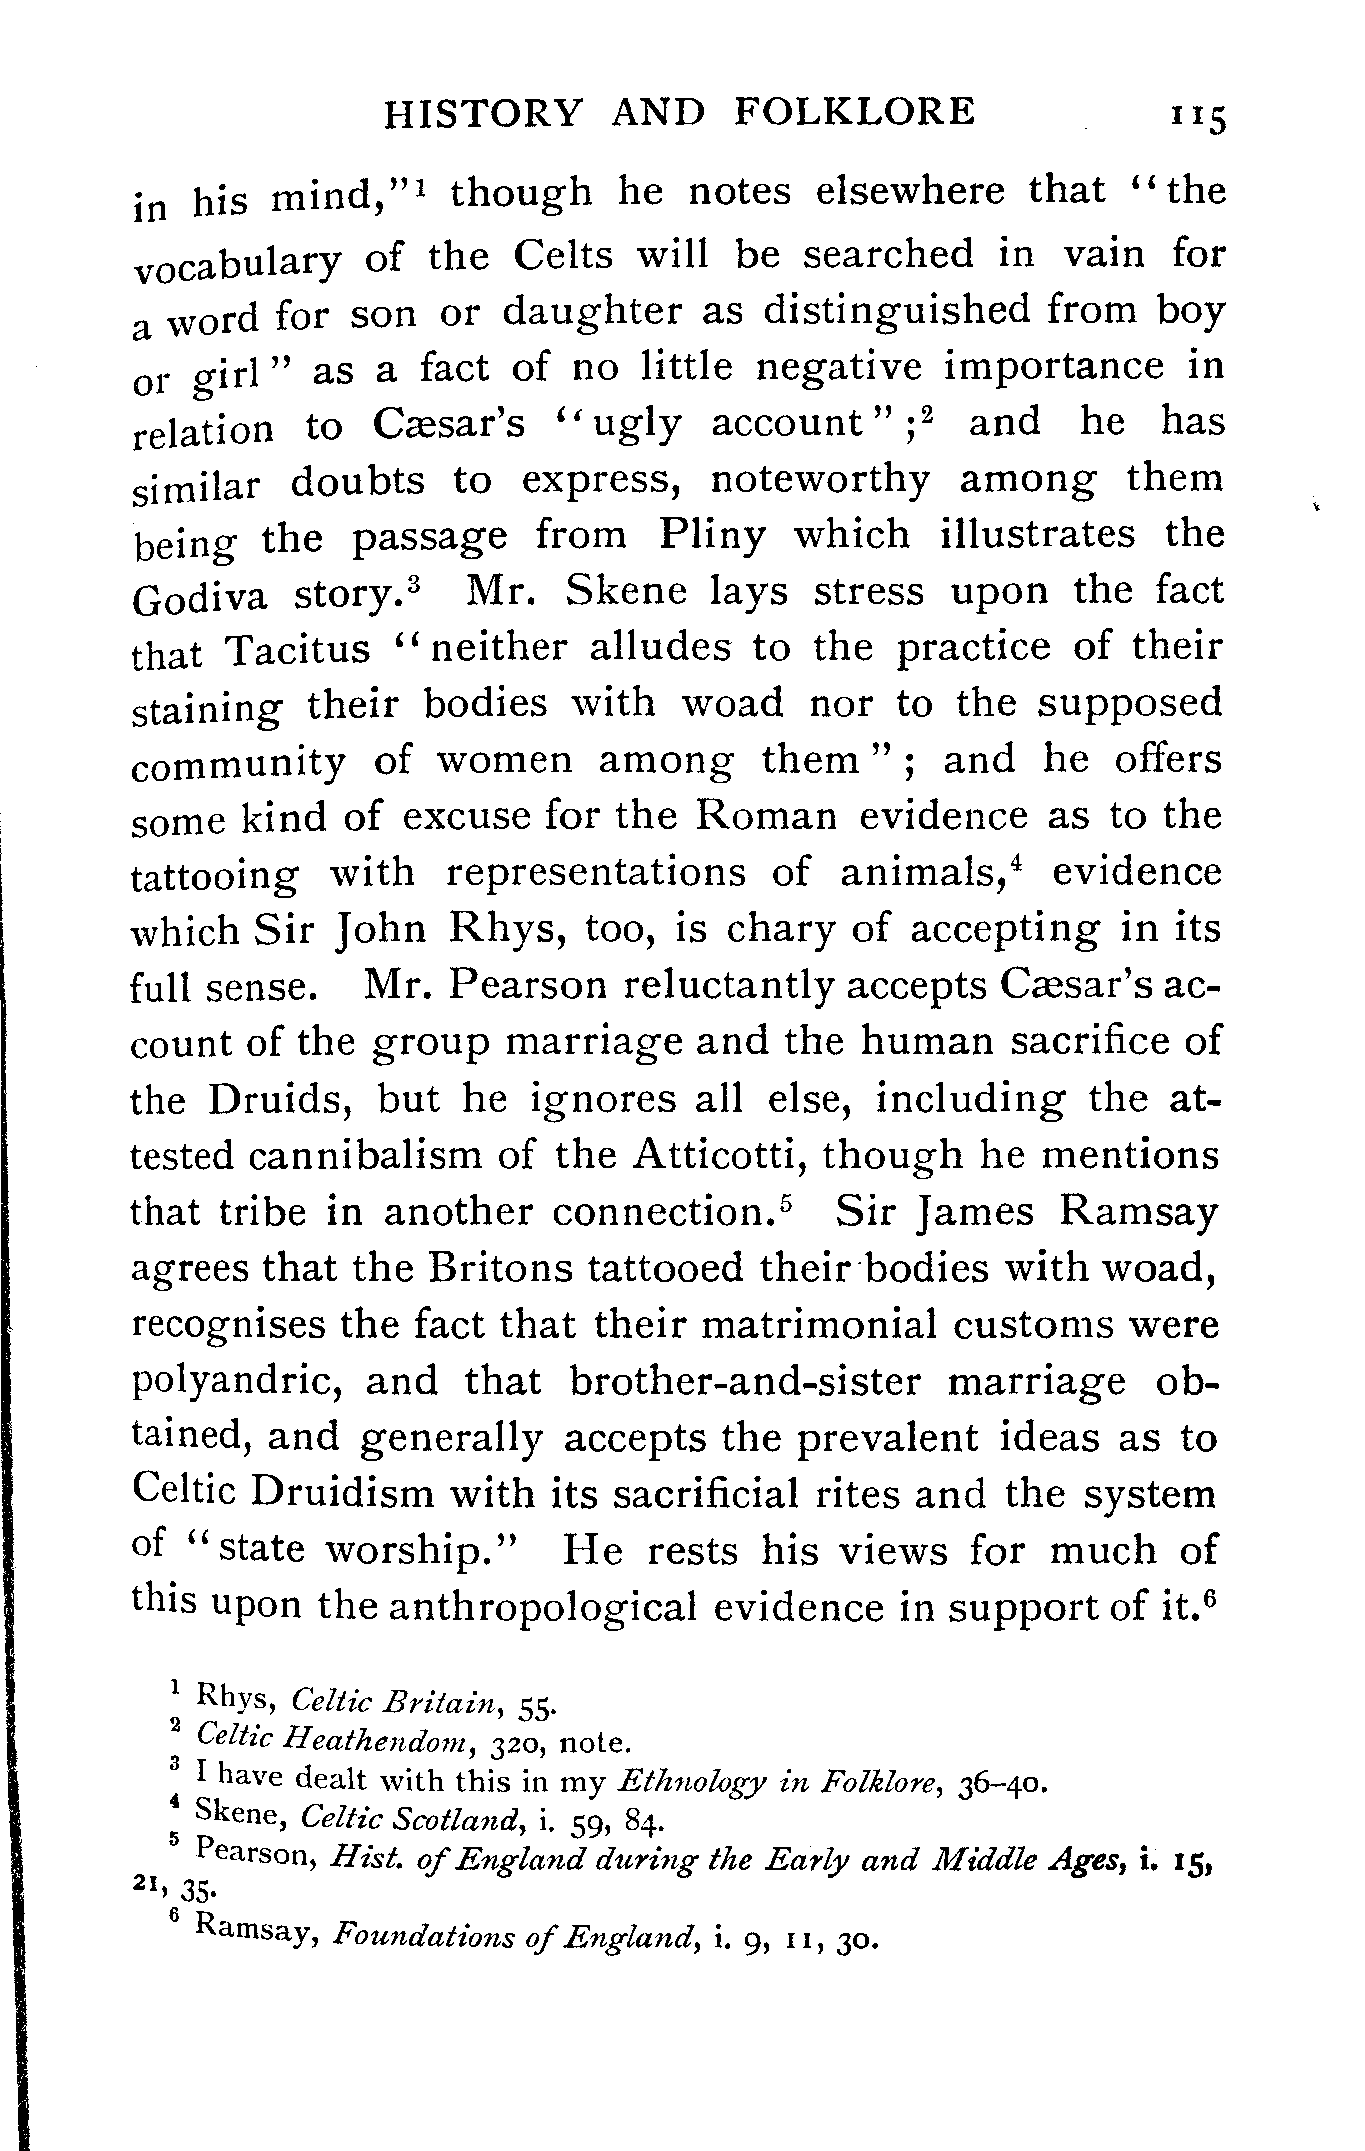 HISTORY AND FOLKLORE 115
in his mind,”¹ though he notes elsewhere that “the
vocabulary of the Celts will be searched in vain for
a word for son or daughter as distinguished from boy
or girl” as a fact of no little negative importance in
relation to Cæsar’s “ugly account”;² and he has
similar doubts to express, noteworthy among them
being the passage from Pliny which illustrates the
Godiva story.³ Mr. Skene lays stress upon the fact
that Tacitus “neither alludes to the practice of their
staining their bodies with woad nor to the supposed
community of women among them”; and he offers
some kind of excuse for the Roman evidence as to the
tattooing with representations of animals,⁴ evidence
which Sir John Rhys, too, is chary of accepting in its
full sense. Mr. Pearson reluctantly accepts Cæsar’s ac-
count of the group marriage and the human sacrifice of
the Druids, but he ignores all else, including the at-
tested cannibalism of the Atticotti, though he mentions
that tribe in another connection.⁵ Sir James Ramsay
agrees that the Britons tattooed their bodies with woad,
recognises the fact that their matrimonial customs were
polyandric, and that brother-and-sister marriage ob-
tained, and generally accepts the prevalent ideas as to
Celtic Druidism with its sacrificial rites and the system
of “state worship.” He rests his views for much of
this upon the anthropological evidence in support of it.⁶
¹ Rhys, Celtic Britain, 55.
² Celtic Heathendom, 320, note.
³ I have dealt with this in my Ethnology in Folklore, 36–40.
⁴ Skene, Celtic Scotland, i. 59, 84.
⁵ Pearson, Hist. of England during the Early and Middle Ages, i. 15,
21, 35.
⁶ Ramsay, Foundations of England, i. 9, 11, 30.